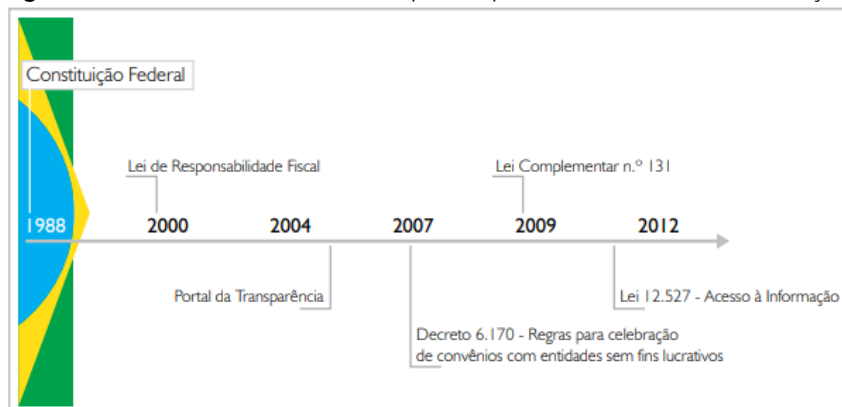 Constituição Federal
Lei de Responsabilidade Fiscal
Lei Complementar n.º 131
1988
2000
2004
2007
2009
2012
Portal da Transparência
Lei 12.527 - Acesso à Informação
Decreto 6.170 - Regras para celebração
de convênios com entidades sem fins lucrativos